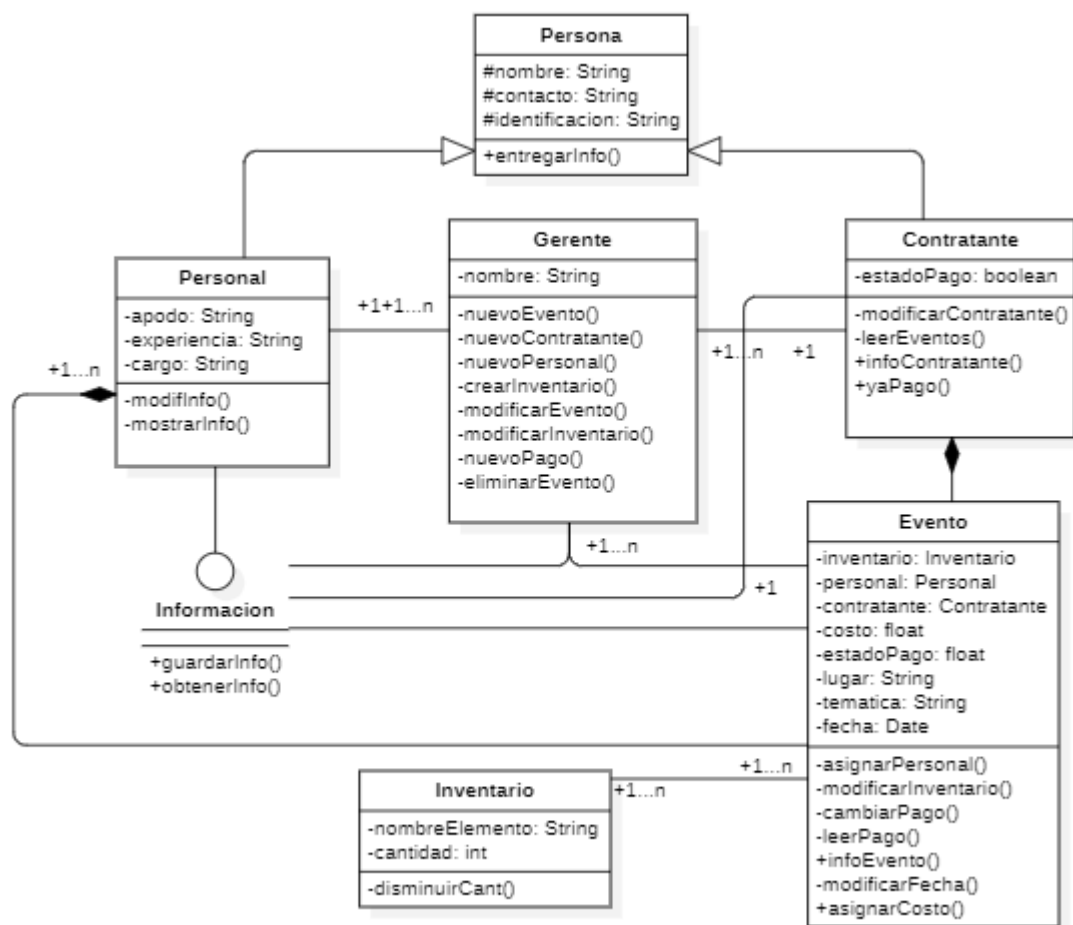 Persona
#nombre: String
#contacto: String
#identificacion: String
+entregarInfo()
Personal
-apodo: String
-experiencia: String
-cargo: String
-modifInfo()
-mostrarInfo()
+1...n
+1+1...n
Gerente
-nombre: String
-nuevoEvento()
-nuevoContratante()
-nuevoPersonal()
-crearInventario()
-modificarEvento()
-modificarInventario()
-nuevoPago()
-eliminarEvento()
+1...n
+1
Contratante
-estadoPago: boolean
-modificarContratante()
-leerEventos()
+infoContratante()
+yaPago()
+1...n
+1
Informacion
+guardarInfo()
+obtenerInfo()
Evento
-inventario: Inventario
-personal: Personal
-contratante: Contratante
-costo: float
-estadoPago: float
-lugar: String
-tematica: String
-fecha: Date
-asignarPersonal()
-modificarInventario()
-cambiarPago()
-leerPago()
+infoEvento()
-modificarFecha()
+asignarCosto()
+1...n
+1...n
Inventario
-nombreElemento: String
-cantidad: int
-disminuirCant()